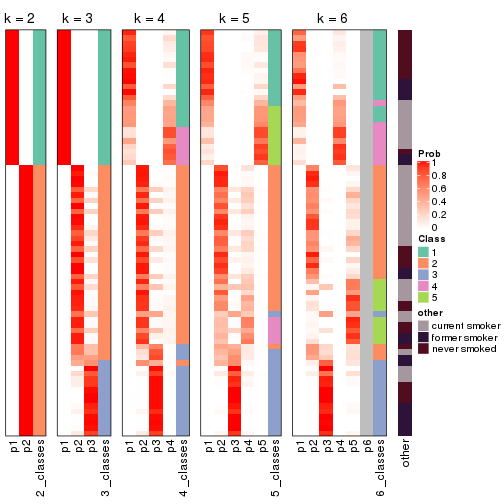 k = 2 k = 3 k = 4 k = 5 k = 6
Prob
1
0.8
0.6
0.4
0.2
0
Class
1
2
3
4
5
other
current smoker
former smoker
never smoked
p1 p2 2_classes p1 p2 p3 3_classes p1 p2 p3 p4 4_classes p1 p2 p3 p4 p5 5_classes p1 p2 p3 p4 p5 p6 6_classes other